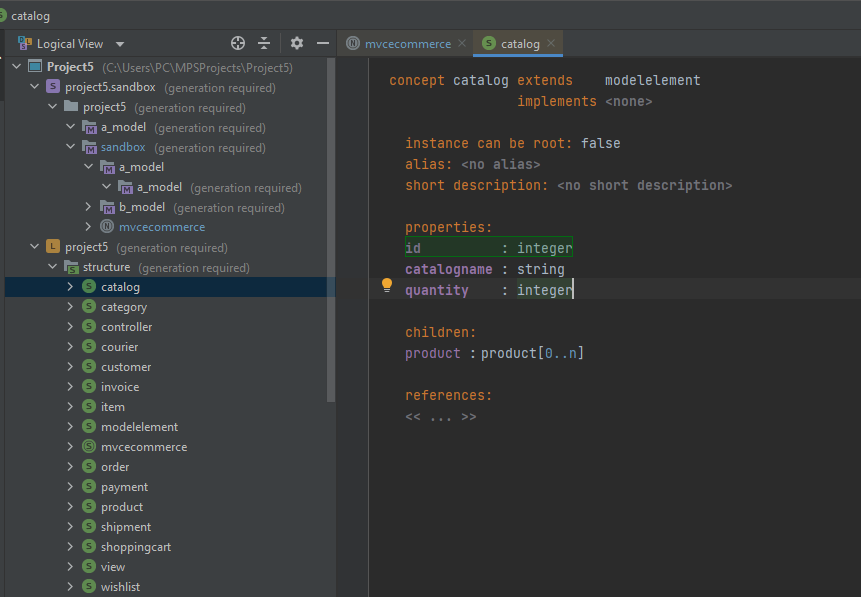 catalog
Logical View
mvcecommerce
catalog
Project5 (C:\Users\PC\MPSProjects\Project5)
project5.sandbox (generation required)
project5 (generation required)
a_model (generation required)
sandbox (generation required)
a_model
a_model (generation required)
b_model (generation required)
mvcecommerce
project5 (generation required)
structure (generation required)
catalog
category
controller
courier
customer
invoice
item
modelelement
mvcecommerce
order
payment
product
shipment
shoppingcart
view
wishlist
concept catalog extends modelelement
implements <none>
instance can be root: false
alias: <no alias>
short description: <no short description>
properties:
id : integer
catalogname : string
quantity : integer
children:
product : product[0..n]
references:
<< ... >>